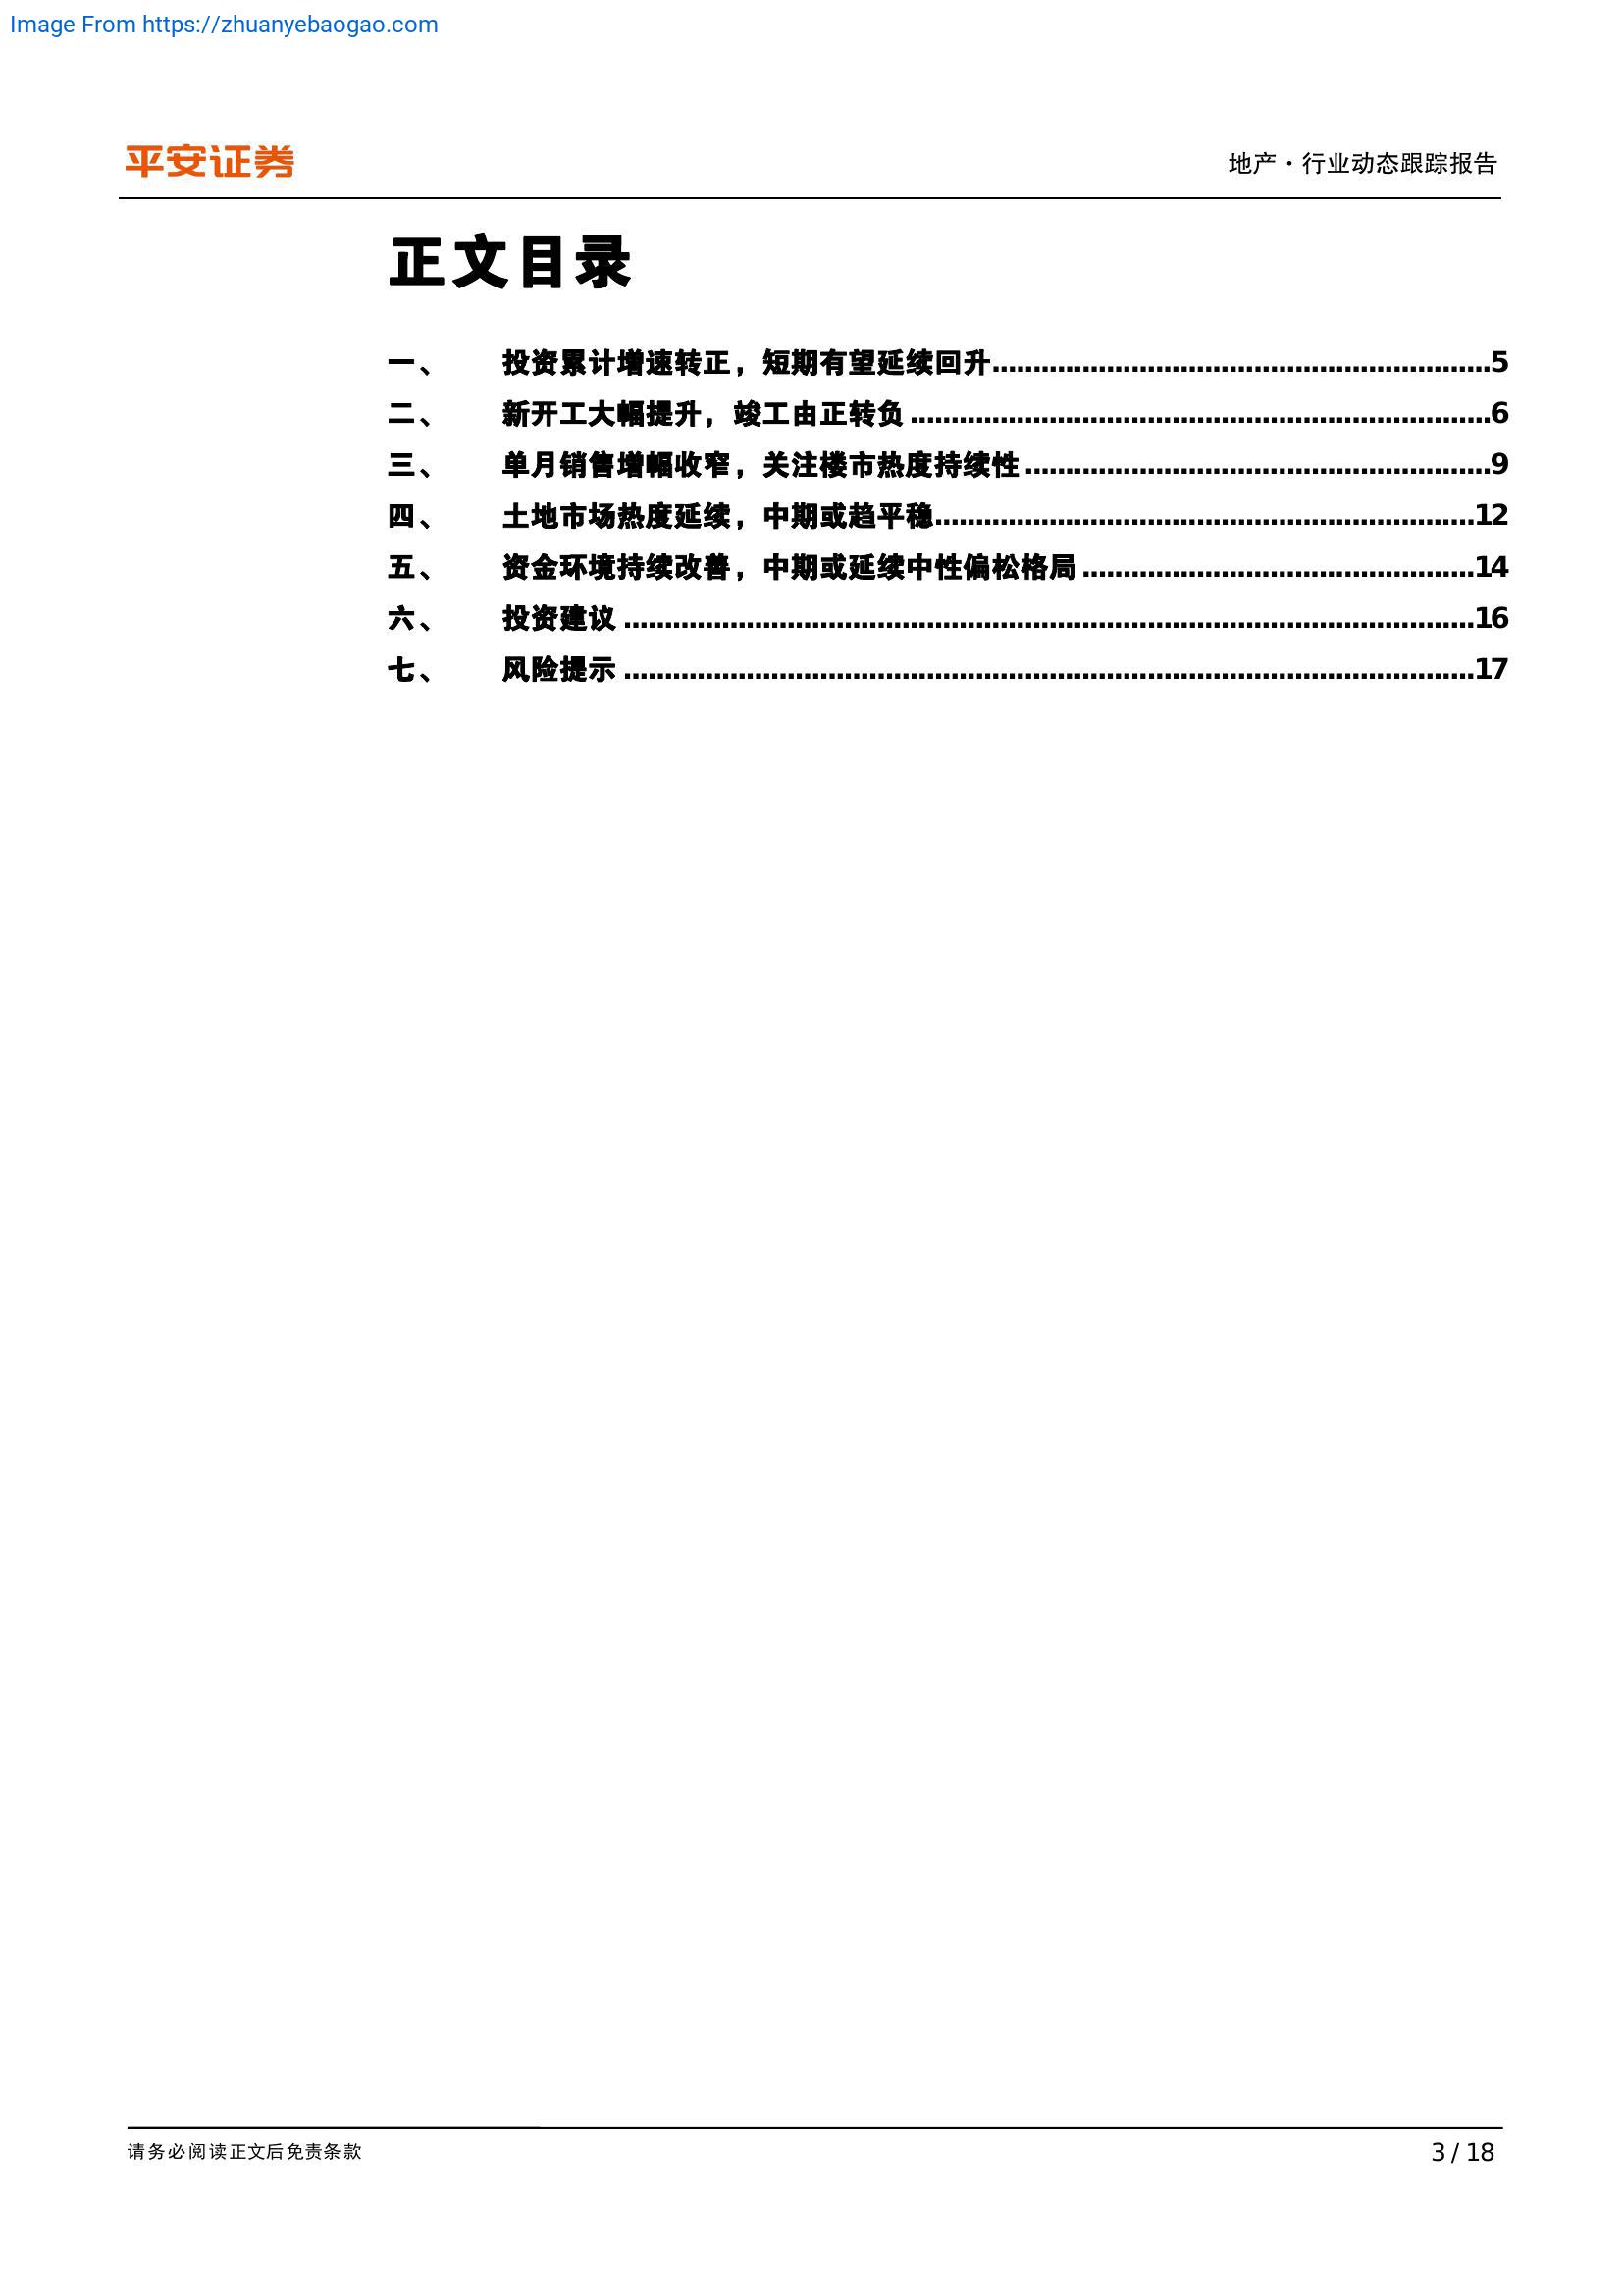 Image From https://zhuanyebaogao.com
平安证券
地产·行业动态跟踪报告
正文目录
一、 投资累计增速转正，短期有望延续回升......................................................5
二、 新开工大幅提升，竣工由正转负......................................................6
三、 单月销售增幅收窄，关注楼市热度持续性......................................................9
四、 土地市场热度延续，中期或趋平稳......................................................12
五、 资金环境持续改善，中期或延续中性偏松格局......................................................14
六、 投资建议......................................................16
七、 风险提示......................................................17
请务必阅读正文后免责条款
3 / 18